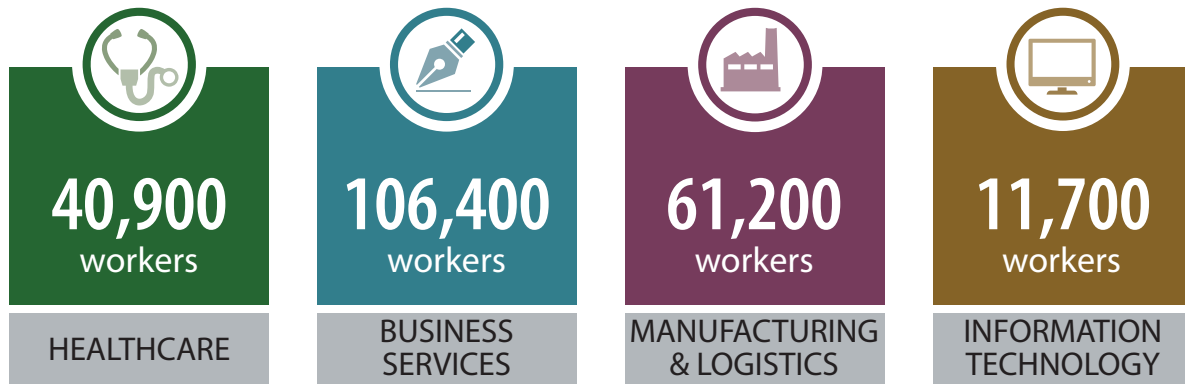 40,900
workers
HEALTHCARE
106,400
workers
BUSINESS
SERVICES
61,200
workers
MANUFACTURING
& LOGISTICS
11,700
workers
INFORMATION
TECHNOLOGY